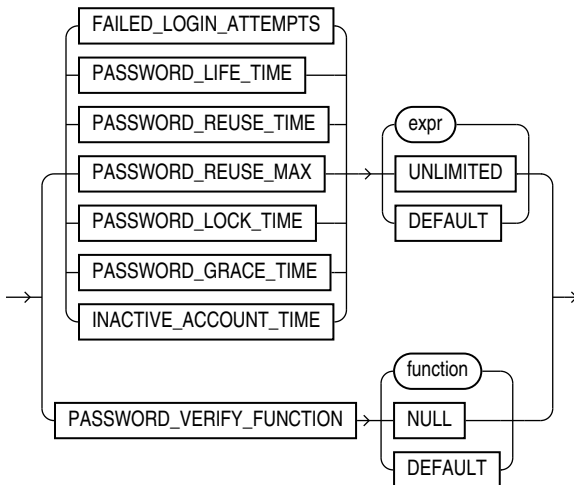 FAILED_LOGIN_ATTEMPTS
PASSWORD_LIFE_TIME
PASSWORD_REUSE_TIME
PASSWORD_REUSE_MAX
PASSWORD_LOCK_TIME
PASSWORD_GRACE_TIME
INACTIVE_ACCOUNT_TIME
expr
UNLIMITED
DEFAULT
PASSWORD_VERIFY_FUNCTION
function
NULL
DEFAULT